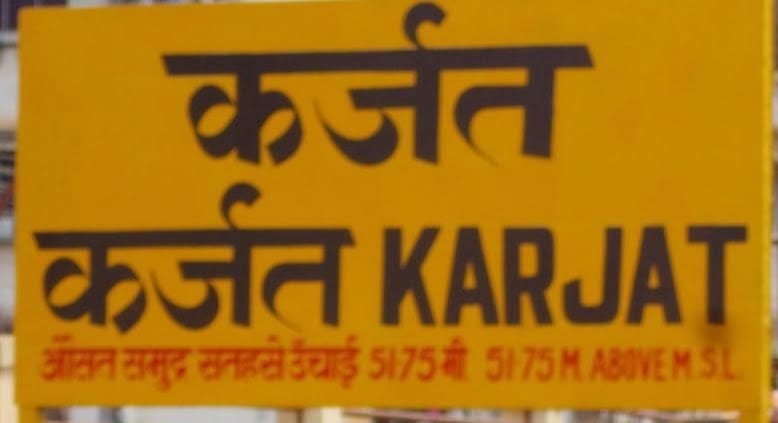 कर्जत
कर्जत KARJAT
औसत समुद्र सतहसे उँचाई 51·75 मी. 51·75 M. ABOVE M.S.L.